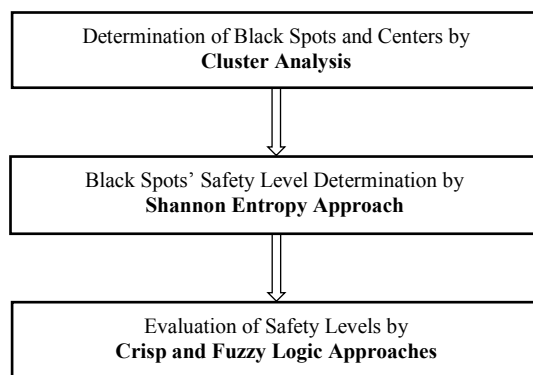 Determination of Black Spots and Centers by
Cluster Analysis
Black Spots’ Safety Level Determination by
Shannon Entropy Approach
Evaluation of Safety Levels by
Crisp and Fuzzy Logic Approaches